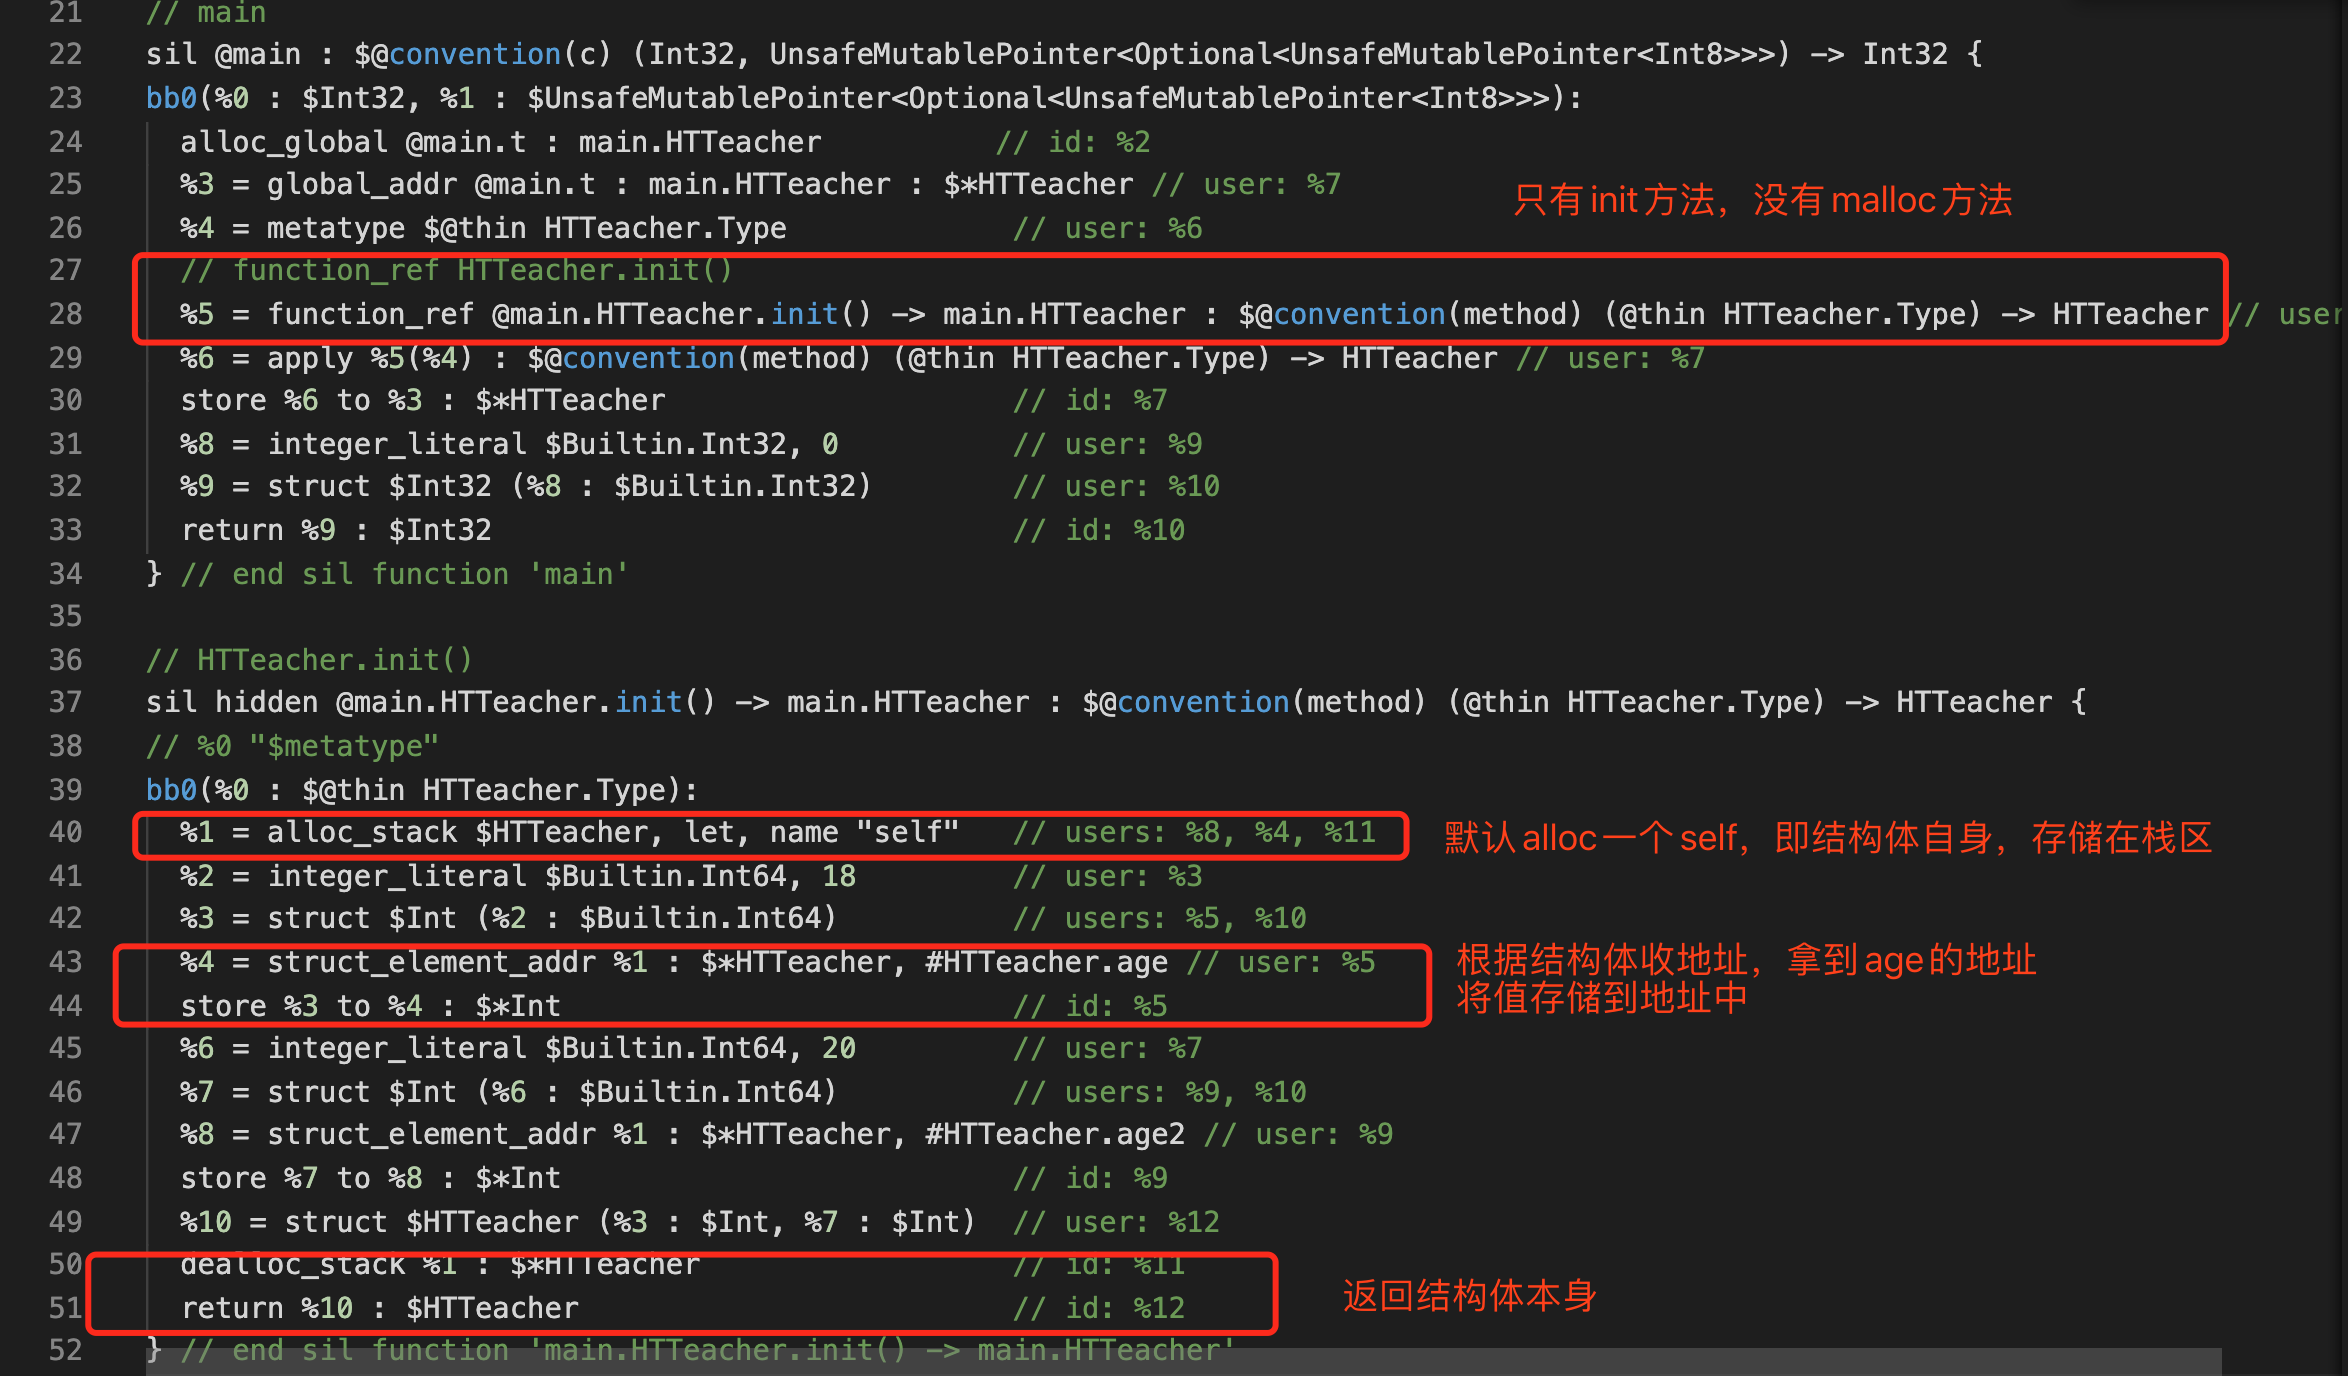 21 // main
22 sil @main : $@convention(c) (Int32, UnsafeMutablePointer<Optional<UnsafeMutablePointer<Int8>>>) -> Int32 {
23 bb0(%0 : $Int32, %1 : $UnsafeMutablePointer<Optional<UnsafeMutablePointer<Int8>>>):
24 alloc_global @main.t : main.HTTeacher // id: %2
25 %3 = global_addr @main.t : main.HTTeacher : $*HTTeacher // user: %7
只有init方法，没有malloc方法
26 %4 = metatype $@thin HTTeacher.Type // user: %6
27 // function_ref HTTeacher.init()
28 %5 = function_ref @main.HTTeacher.init() -> main.HTTeacher : $@convention(method) (@thin HTTeacher.Type) -> HTTeacher // user
29 %6 = apply %5(%4) : $@convention(method) (@thin HTTeacher.Type) -> HTTeacher // user: %7
30 store %6 to %3 : $*HTTeacher // id: %7
31 %8 = integer_literal $Builtin.Int32, 0 // user: %9
32 %9 = struct $Int32 (%8 : $Builtin.Int32) // user: %10
33 return %9 : $Int32 // id: %10
34 } // end sil function 'main'
35
36 // HTTeacher.init()
37 sil hidden @main.HTTeacher.init() -> main.HTTeacher : $@convention(method) (@thin HTTeacher.Type) -> HTTeacher {
38 // %0 "$metatype"
39 bb0(%0 : $@thin HTTeacher.Type):
40 %1 = alloc_stack $HTTeacher, let, name "self" // users: %8, %4, %11 默认alloc一个self，即结构体自身，存储在栈区
41 %2 = integer_literal $Builtin.Int64, 18 // user: %3
42 %3 = struct $Int (%2 : $Builtin.Int64) // users: %5, %10
43 %4 = struct_element_addr %1 : $*HTTeacher, #HTTeacher.age // user: %5 根据结构体收地址，拿到age的地址
44 store %3 to %4 : $*Int // id: %5 将值存储到地址中
45 %6 = integer_literal $Builtin.Int64, 20 // user: %7
46 %7 = struct $Int (%6 : $Builtin.Int64) // users: %9, %10
47 %8 = struct_element_addr %1 : $*HTTeacher, #HTTeacher.age2 // user: %9
48 store %7 to %8 : $*Int // id: %9
49 %10 = struct $HTTeacher (%3 : $Int, %7 : $Int) // user: %12
50 dealloc_stack %1 : $*HTTeacher // id: %11
51 return %10 : $HTTeacher // id: %12 返回结构体本身
52 } // end sil function 'main.HTTeacher.init() -> main.HTTeacher'